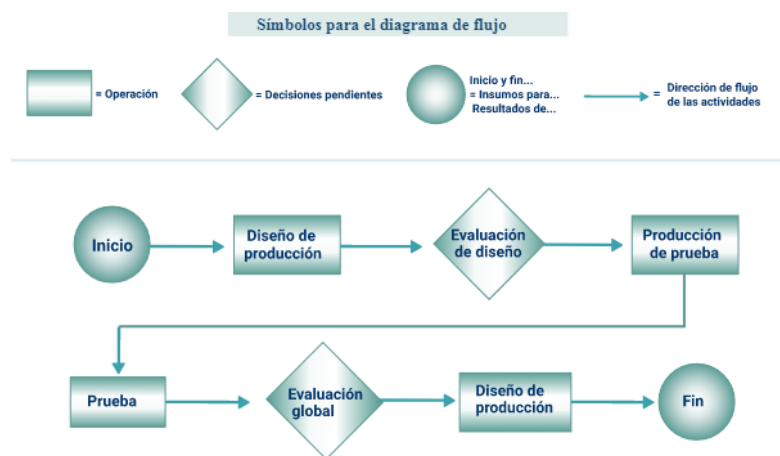 Símbolos para el diagrama de flujo
= Operación
= Decisiones pendientes
Inicio y fin...
= Insumos para...
Resultados de...
= Dirección de flujo
de las actividades
Inicio
Diseño de
producción
Evaluación
de diseño
Producción
de prueba
Prueba
Evaluación
global
Diseño de
producción
Fin